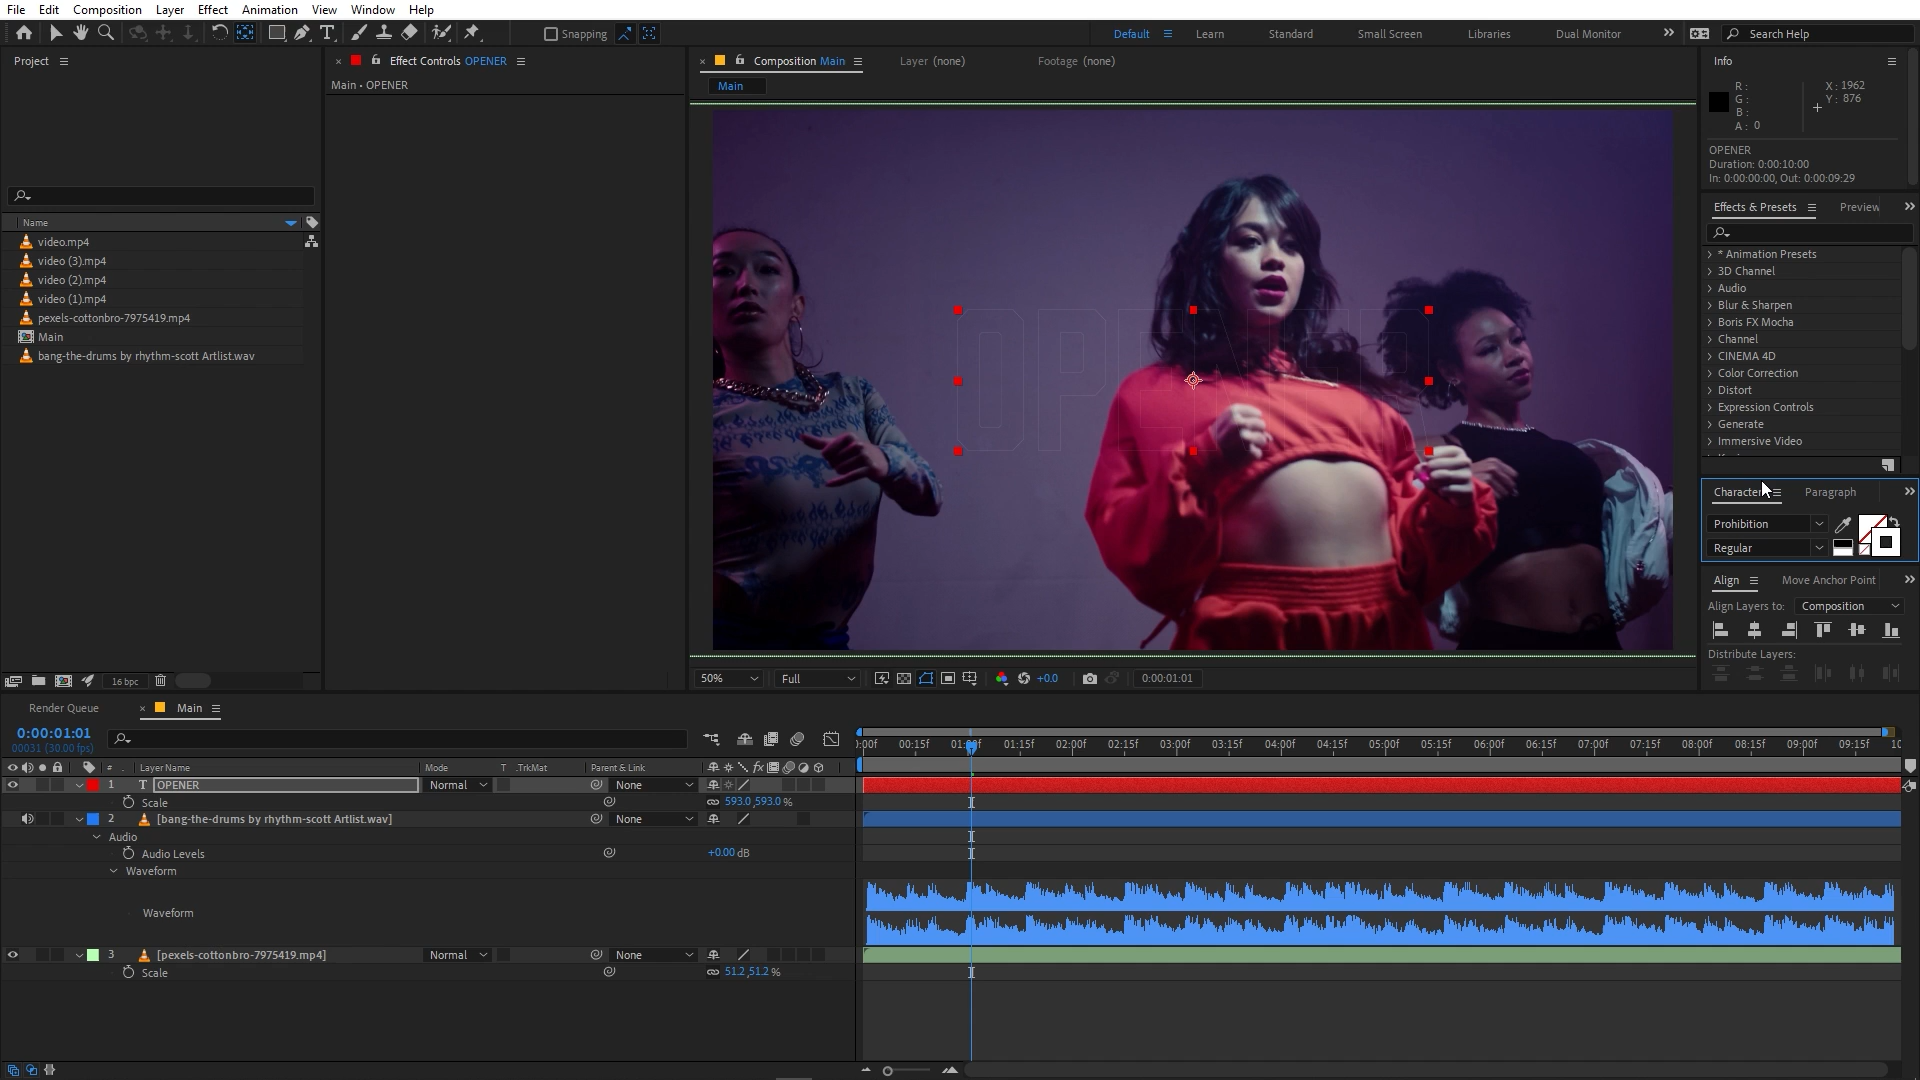 File Edit Composition Layer Effect Animation View Window Help
Snapping Default Learn Standard Small Screen Libraries Dual Monitor Search Help
Project
Effect Controls OPENER
Main • OPENER
Composition Main Layer (none) Footage (none)
Main
Info
R :
G :
B :
A : 0
X : 1962
Y : 876
OPENER
Duration: 0:00:10:00
In: 0:00:00:00, Out: 0:00:09:29
Effects & Presets Preview
* Animation Presets
3D Channel
Audio
Blur & Sharpen
Boris FX Mocha
Channel
CINEMA 4D
Color Correction
Distort
Expression Controls
Generate
Immersive Video
Name
video.mp4
video (3).mp4
video (2).mp4
video (1).mp4
pexels-cottonbro-7975419.mp4
Main
bang-the-drums by rhythm-scott Artlist.wav
OPENER
Character Paragraph
Prohibition
Regular
Align Move Anchor Point
Align Layers to: Composition
Distribute Layers:
16 bpc
50% Full +0.0 0:00:01:01
Render Queue Main
0:00:01:01
00031 (30.00 fps)
:00f 00:15f 01:00f 01:15f 02:00f 02:15f 03:00f 03:15f 04:00f 04:15f 05:00f 05:15f 06:00f 06:15f 07:00f 07:15f 08:00f 08:15f 09:00f 09:15f 10
# Layer Name Mode T .TrkMat Parent & Link
1 T OPENER Normal None
Scale 593.0,593.0 %
2 [bang-the-drums by rhythm-scott Artlist.wav] None
Audio
Audio Levels +0.00 dB
Waveform
Waveform
3 [pexels-cottonbro-7975419.mp4] Normal None
Scale 51.2,51.2 %